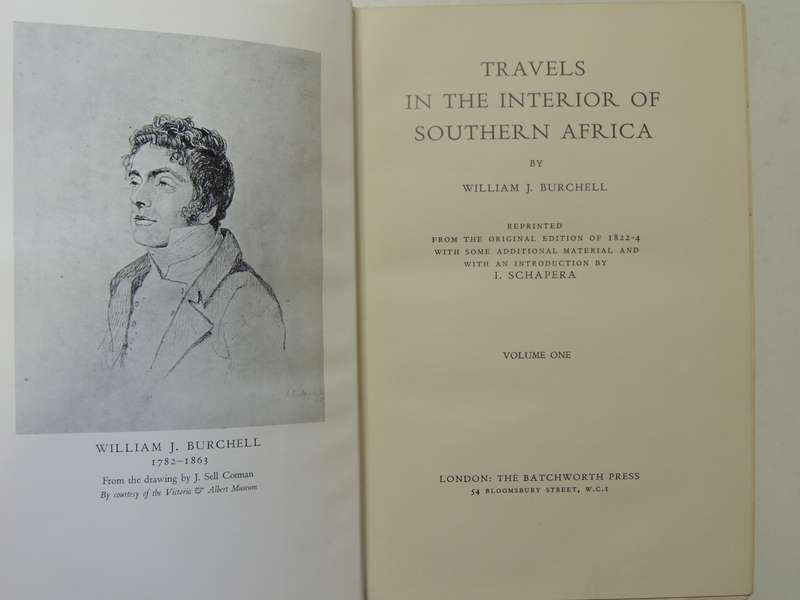 WILLIAM J. BURCHELL
1782–1863
From the drawing by J. Sell Cotman
By courtesy of the Victoria & Albert Museum
TRAVELS
IN THE INTERIOR OF
SOUTHERN AFRICA
BY
WILLIAM J. BURCHELL
REPRINTED
FROM THE ORIGINAL EDITION OF 1822-4
WITH SOME ADDITIONAL MATERIAL AND
WITH AN INTRODUCTION BY
I. SCHAPERA
VOLUME ONE
LONDON: THE BATCHWORTH PRESS
54 BLOOMSBURY STREET, W.C.1